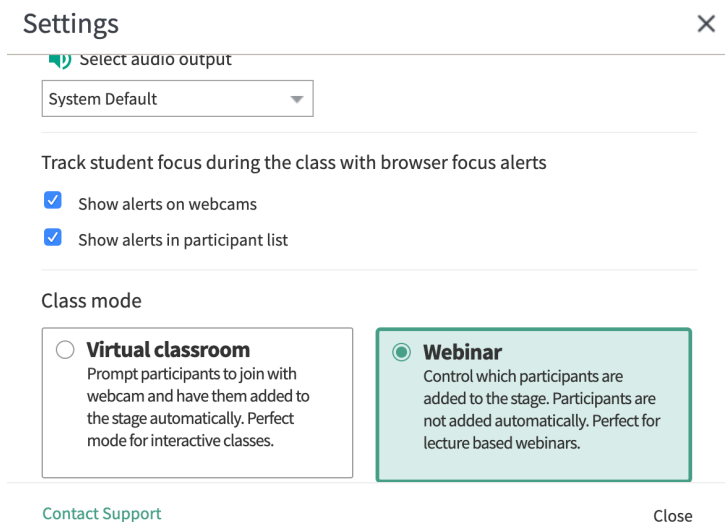 Settings
Select audio output
System Default
Track student focus during the class with browser focus alerts
Show alerts on webcams
Show alerts in participant list
Class mode
Virtual classroom
Prompt participants to join with
webcam and have them added to
the stage automatically. Perfect
mode for interactive classes.
Webinar
Control which participants are
added to the stage. Participants are
not added automatically. Perfect for
lecture based webinars.
Contact Support
Close